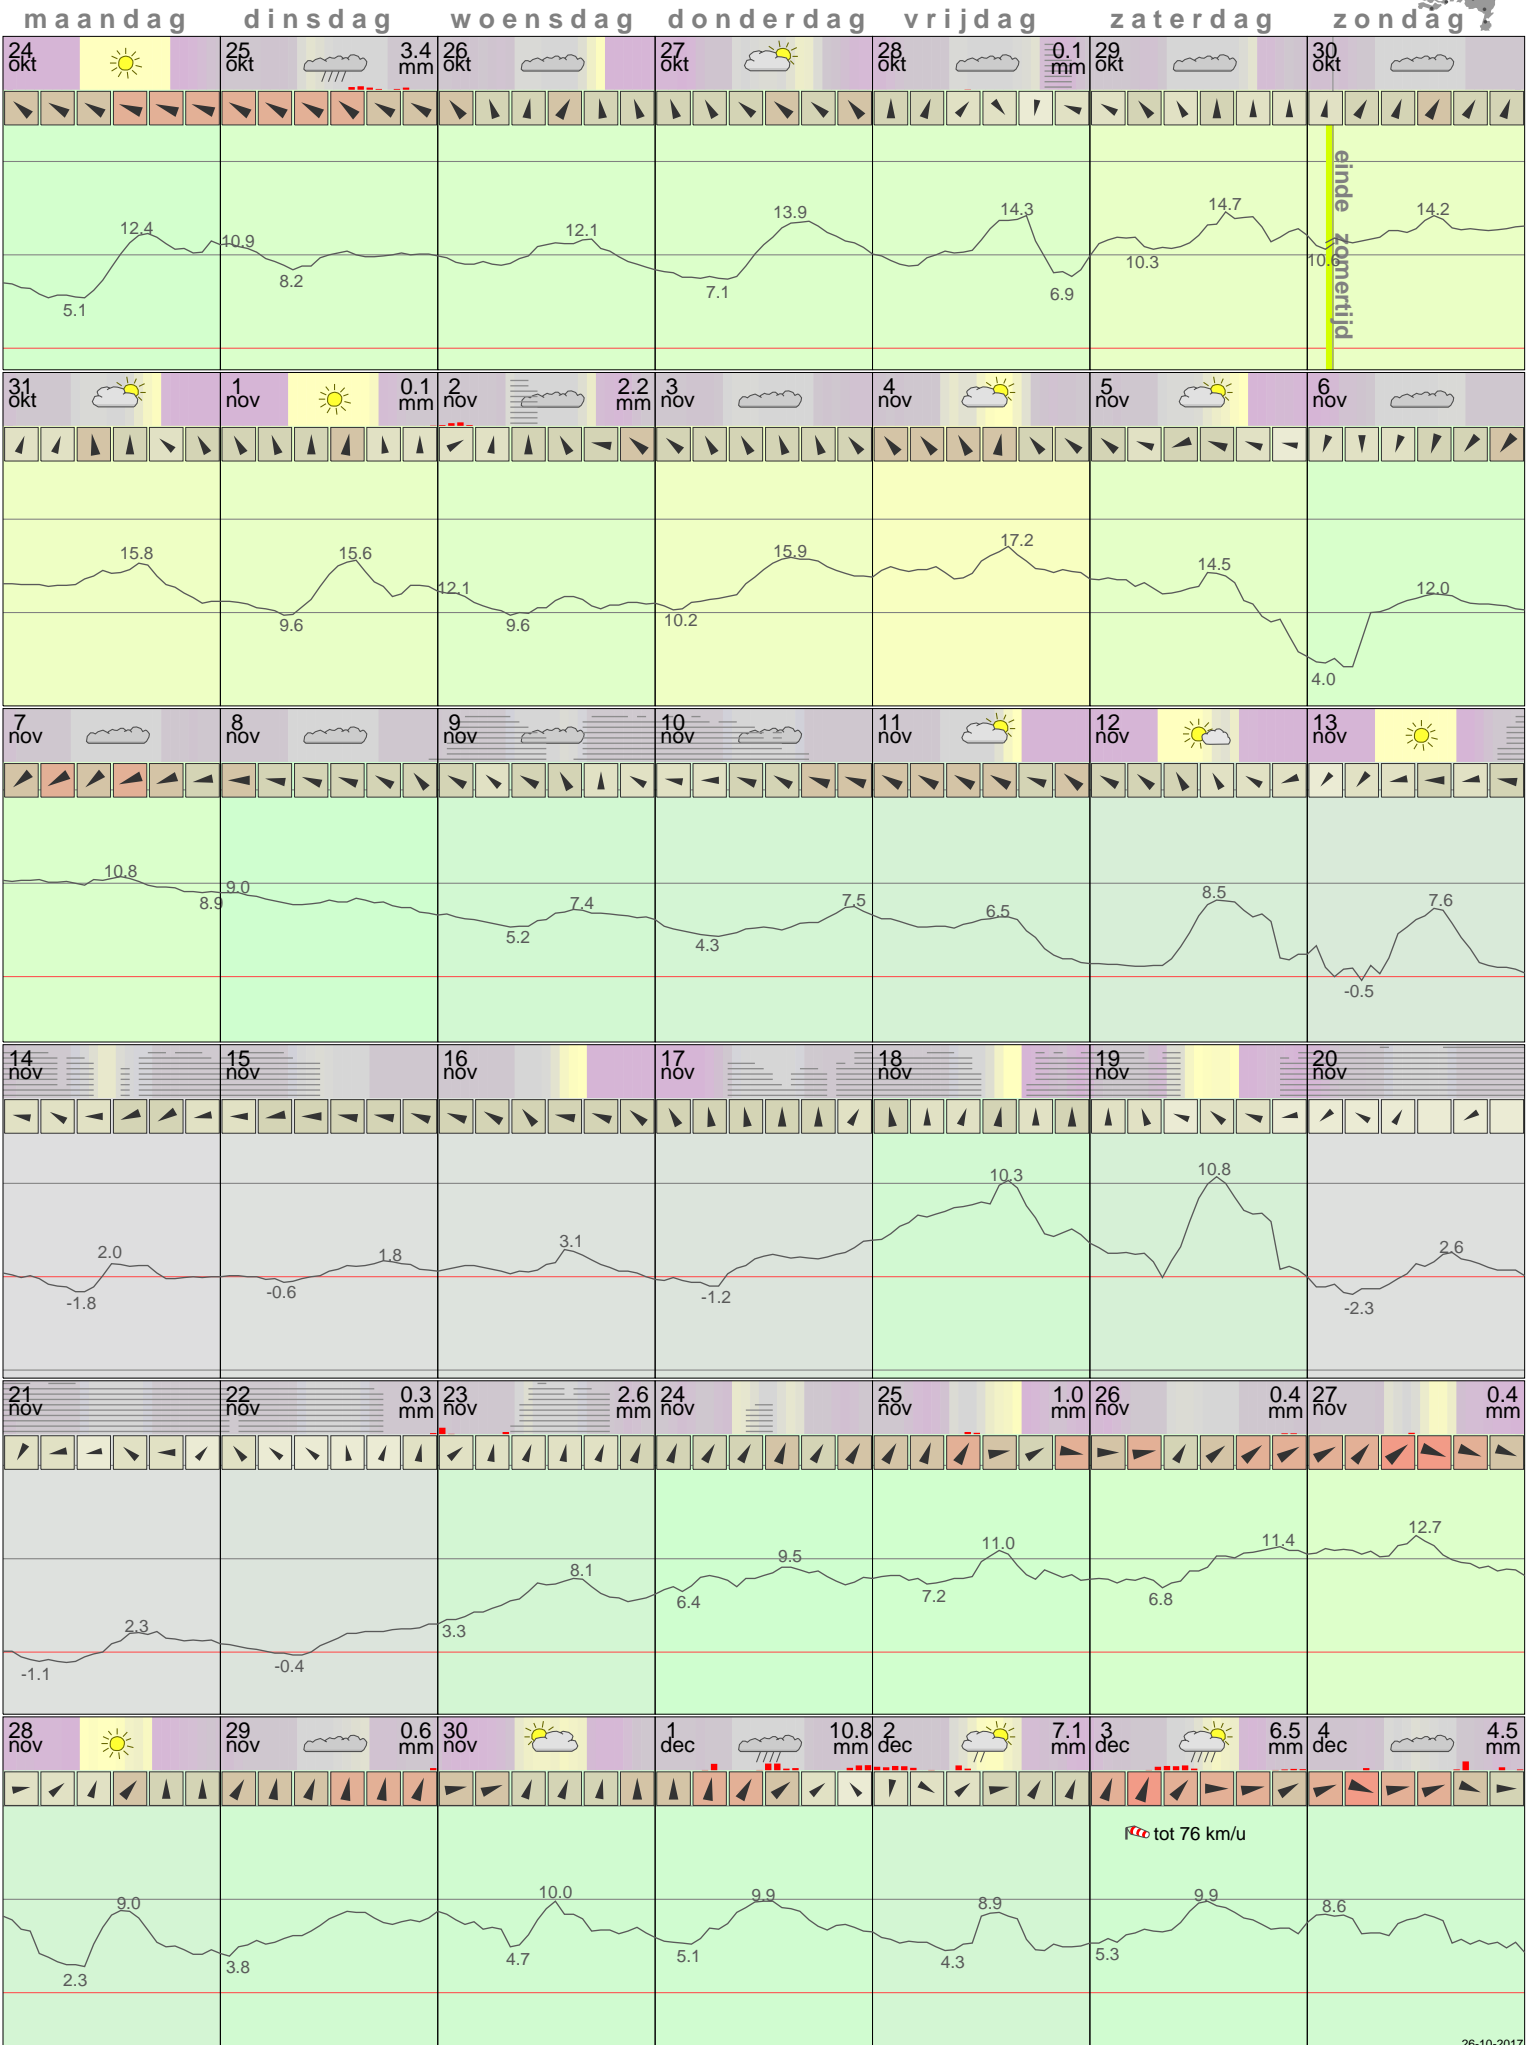 maandag dinsdag woensdag donderdag vrijdag zaterdag zondag
24 okt
25 okt 3.4 mm
26 okt
27 okt
28 okt 0.1 mm
29 okt
30 okt
12.4 5.1
10.9 8.2
12.1
13.9 7.1
14.3 6.9
14.7 10.3
14.2 10.6
einde zomertijd
31 okt
1 nov 0.1 mm
2 nov 2.2 mm
3 nov
4 nov
5 nov
6 nov
15.8
15.6 9.6
12.1 9.6
15.9 10.2
17.2
14.5
12.0 4.0
7 nov
8 nov
9 nov
10 nov
11 nov
12 nov
13 nov
10.8 8.9
9.0
7.4 5.2
7.5 4.3
6.5
8.5
7.6 -0.5
14 nov
15 nov
16 nov
17 nov
18 nov
19 nov
20 nov
2.0 -1.8
1.8 -0.6
3.1
-1.2
10.3
10.8
2.6 -2.3
21 nov
22 nov 0.3 mm
23 nov 2.6 mm
24 nov
25 nov 1.0 mm
26 nov 0.4 mm
27 nov 0.4 mm
2.3 -1.1
-0.4
8.1 3.3
9.5 6.4
11.0 7.2
11.4 6.8
12.7
28 nov
29 nov 0.6 mm
30 nov
1 dec 10.8 mm
2 dec 7.1 mm
3 dec 6.5 mm
4 dec 4.5 mm
tot 76 km/u
9.0 2.3
3.8
10.0 4.7
9.9 5.1
8.9 4.3
9.9 5.3
8.6
26-10-2017